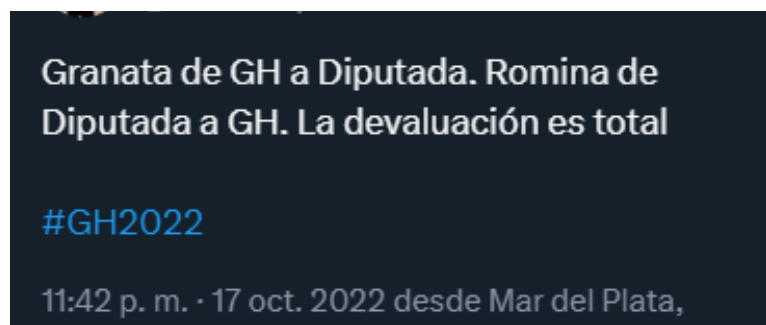 Granata de GH a Diputada. Romina de
Diputada a GH. La devaluación es total
#GH2022
11:42 p. m. · 17 oct. 2022 desde Mar del Plata,